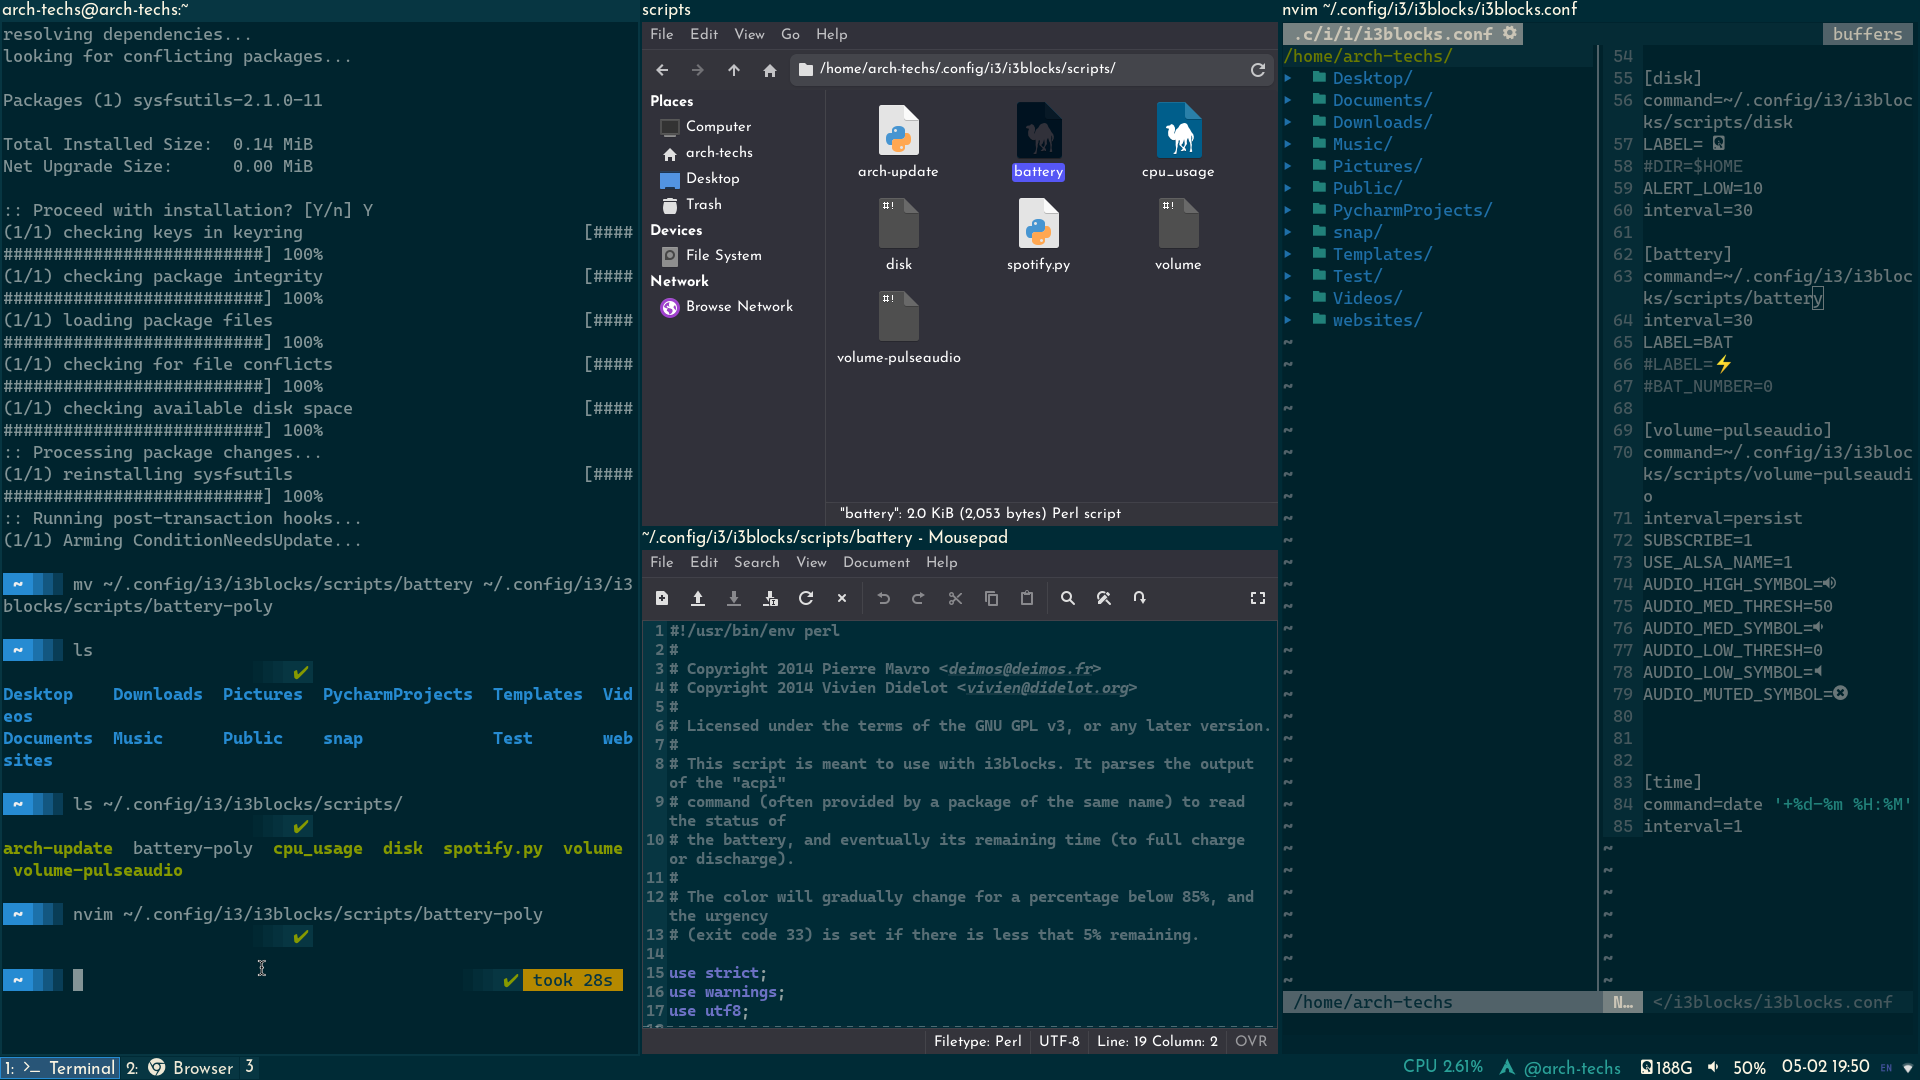 arch-techs@arch-techs:~
resolving dependencies...
looking for conflicting packages...
Packages (1) sysfsutils-2.1.0-11
Total Installed Size:  0.14 MiB
Net Upgrade Size:      0.00 MiB
:: Proceed with installation? [Y/n] Y
(1/1) checking keys in keyring [####
##########################] 100%
(1/1) checking package integrity [####
##########################] 100%
(1/1) loading package files [####
##########################] 100%
(1/1) checking for file conflicts [####
##########################] 100%
(1/1) checking available disk space [####
##########################] 100%
:: Processing package changes...
(1/1) reinstalling sysfsutils [####
##########################] 100%
:: Running post-transaction hooks...
(1/1) Arming ConditionNeedsUpdate...
~ mv ~/.config/i3/i3blocks/scripts/battery ~/.config/i3/i3
blocks/scripts/battery-poly
~ ls
✔
Desktop Downloads Pictures PycharmProjects Templates Vid
eos
Documents Music Public snap Test web
sites
~ ls ~/.config/i3/i3blocks/scripts/
✔
arch-update battery-poly cpu_usage disk spotify.py volume
volume-pulseaudio
~ nvim ~/.config/i3/i3blocks/scripts/battery-poly
✔
~ ✔ took 28s
scripts
File Edit View Go Help
/home/arch-techs/.config/i3/i3blocks/scripts/
Places
Computer
arch-techs
Desktop
Trash
Devices
File System
Network
Browse Network
arch-update battery cpu_usage
#! #!
disk spotify.py volume
#!
volume-pulseaudio
"battery": 2.0 KiB (2,053 bytes) Perl script
~/.config/i3/i3blocks/scripts/battery - Mousepad
File Edit Search View Document Help
1 #!/usr/bin/env perl
2 #
3 # Copyright 2014 Pierre Mavro <deimos@deimos.fr>
4 # Copyright 2014 Vivien Didelot <vivien@didelot.org>
5 #
6 # Licensed under the terms of the GNU GPL v3, or any later version.
7 #
8 # This script is meant to use with i3blocks. It parses the output
of the "acpi"
9 # command (often provided by a package of the same name) to read
the status of
10 # the battery, and eventually its remaining time (to full charge
or discharge).
11 #
12 # The color will gradually change for a percentage below 85%, and
the urgency
13 # (exit code 33) is set if there is less that 5% remaining.
14
15 use strict;
16 use warnings;
17 use utf8;
Filetype: Perl UTF-8 Line: 19 Column: 2 OVR
nvim ~/.config/i3/i3blocks/i3blocks.conf
.c/i/i/i3blocks.conf buffers
/home/arch-techs/
Desktop/
Documents/
Downloads/
Music/
Pictures/
Public/
PycharmProjects/
snap/
Templates/
Test/
Videos/
websites/
54
55 [disk]
56 command=~/.config/i3/i3bloc
ks/scripts/disk
57 LABEL=
58 #DIR=$HOME
59 ALERT_LOW=10
60 interval=30
61
62 [battery]
63 command=~/.config/i3/i3bloc
ks/scripts/battery
64 interval=30
65 LABEL=BAT
66 #LABEL=⚡
67 #BAT_NUMBER=0
68
69 [volume-pulseaudio]
70 command=~/.config/i3/i3bloc
ks/scripts/volume-pulseaudi
o
71 interval=persist
72 SUBSCRIBE=1
73 USE_ALSA_NAME=1
74 AUDIO_HIGH_SYMBOL=
75 AUDIO_MED_THRESH=50
76 AUDIO_MED_SYMBOL=
77 AUDIO_LOW_THRESH=0
78 AUDIO_LOW_SYMBOL=
79 AUDIO_MUTED_SYMBOL=
80
81
82
83 [time]
84 command=date '+%d-%m %H:%M'
85 interval=1
/home/arch-techs N… </i3blocks/i3blocks.conf
1: >_ Terminal 2: Browser 3
CPU 2.61% @arch-techs 188G 50% 05-02 19:50 EN